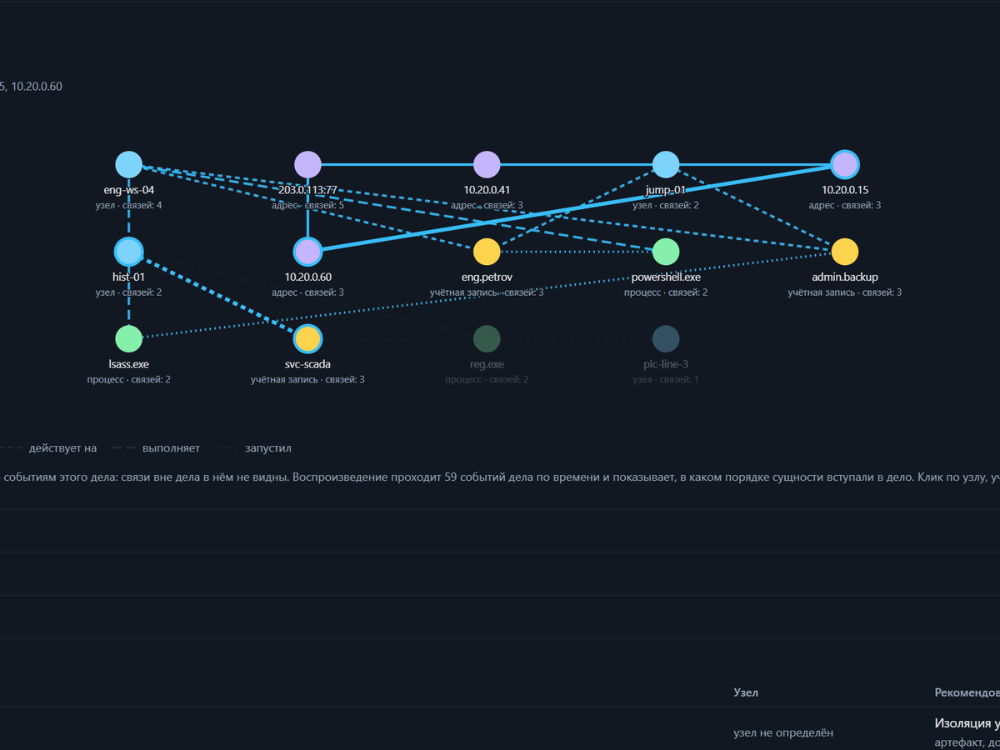 5, 10.20.0.60
eng-ws-04 203.0.113.77 10.20.0.41 jump-01 10.20.0.15
узел · связей: 4 адрес · связей: 5 адрес · связей: 3 узел · связей: 2 адрес · связей: 3
hist-01 10.20.0.60 eng.petrov powershell.exe admin.backup
узел · связей: 2 адрес · связей: 3 учётная запись · связей: 3 процесс · связей: 2 учётная запись · связей: 3
lsass.exe svc-scada reg.exe plc-line-3
процесс · связей: 2 учётная запись · связей: 3 процесс · связей: 2 узел · связей: 1
действует на выполняет запустил
событиям этого дела: связи вне дела в нём не видны. Воспроизведение проходит 59 событий дела по времени и показывает, в каком порядке сущности вступали в дело. Клик по узлу, уч
Узел Рекомендов
Изоляция у
узел не определён
артефакт, до